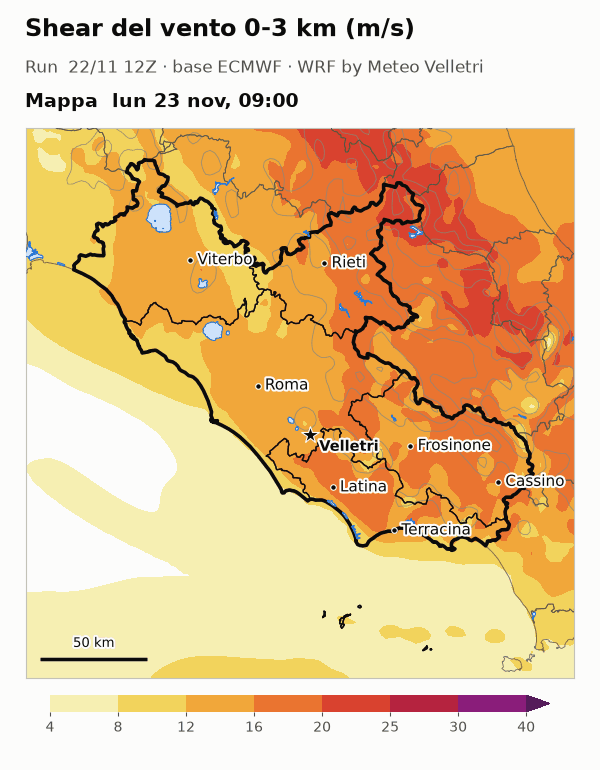 Shear del vento 0-3 km (m/s)
Run  22/11 12Z · base ECMWF · WRF by Meteo Velletri
Mappa  lun 23 nov, 09:00
Viterbo
Rieti
Roma
Velletri
Frosinone
Latina
Cassino
Terracina
50 km
4 8 12 16 20 25 30 40